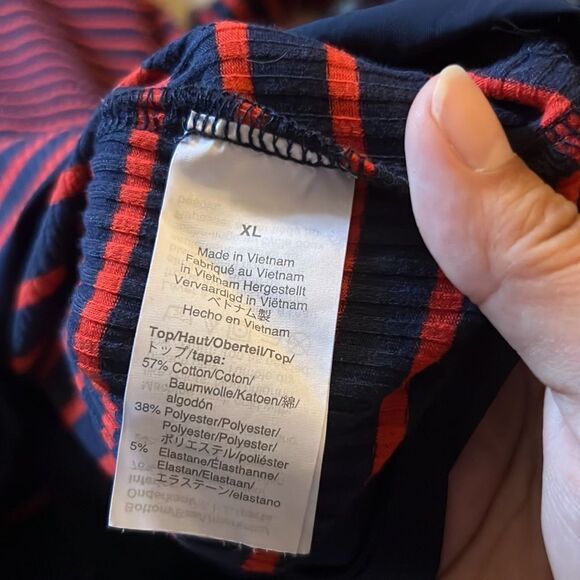 XL
Made in Vietnam
Fabriqué au Vietnam
in Vietnam Hergestellt
Vervaardigd in Viëtnam
ベトナム製
Hecho en Vietnam
Top/Haut/Oberteil/Top/
トップ/tapa:
57% Cotton/Coton/
Baumwolle/Katoen/綿/
algodón
38% Polyester/Polyester/
Polyester/Polyester/
ポリエステル/poliéster
5% Elastane/Élasthanne/
Elastan/Elastaan/
エラステーン/elastano